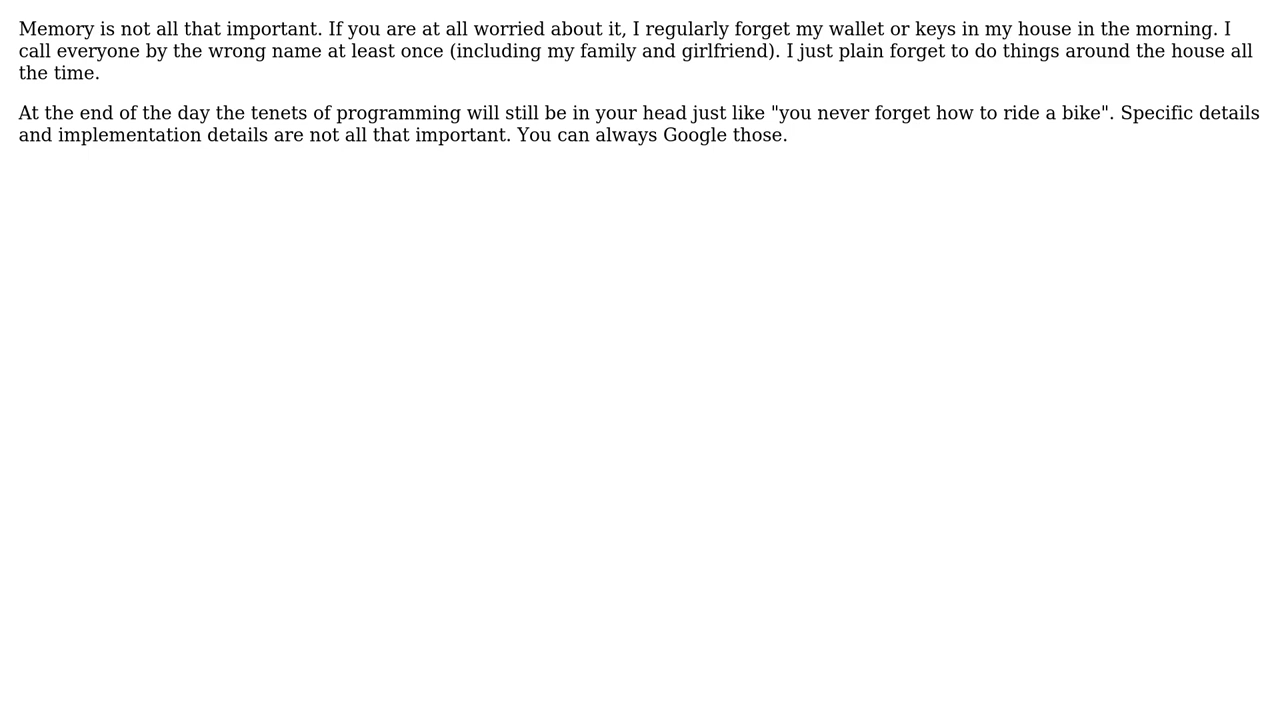 Memory is not all that important. If you are at all worried about it, I regularly forget my wallet or keys in my house in the morning. I
call everyone by the wrong name at least once (including my family and girlfriend). I just plain forget to do things around the house all
the time.
At the end of the day the tenets of programming will still be in your head just like "you never forget how to ride a bike". Specific details
and implementation details are not all that important. You can always Google those.